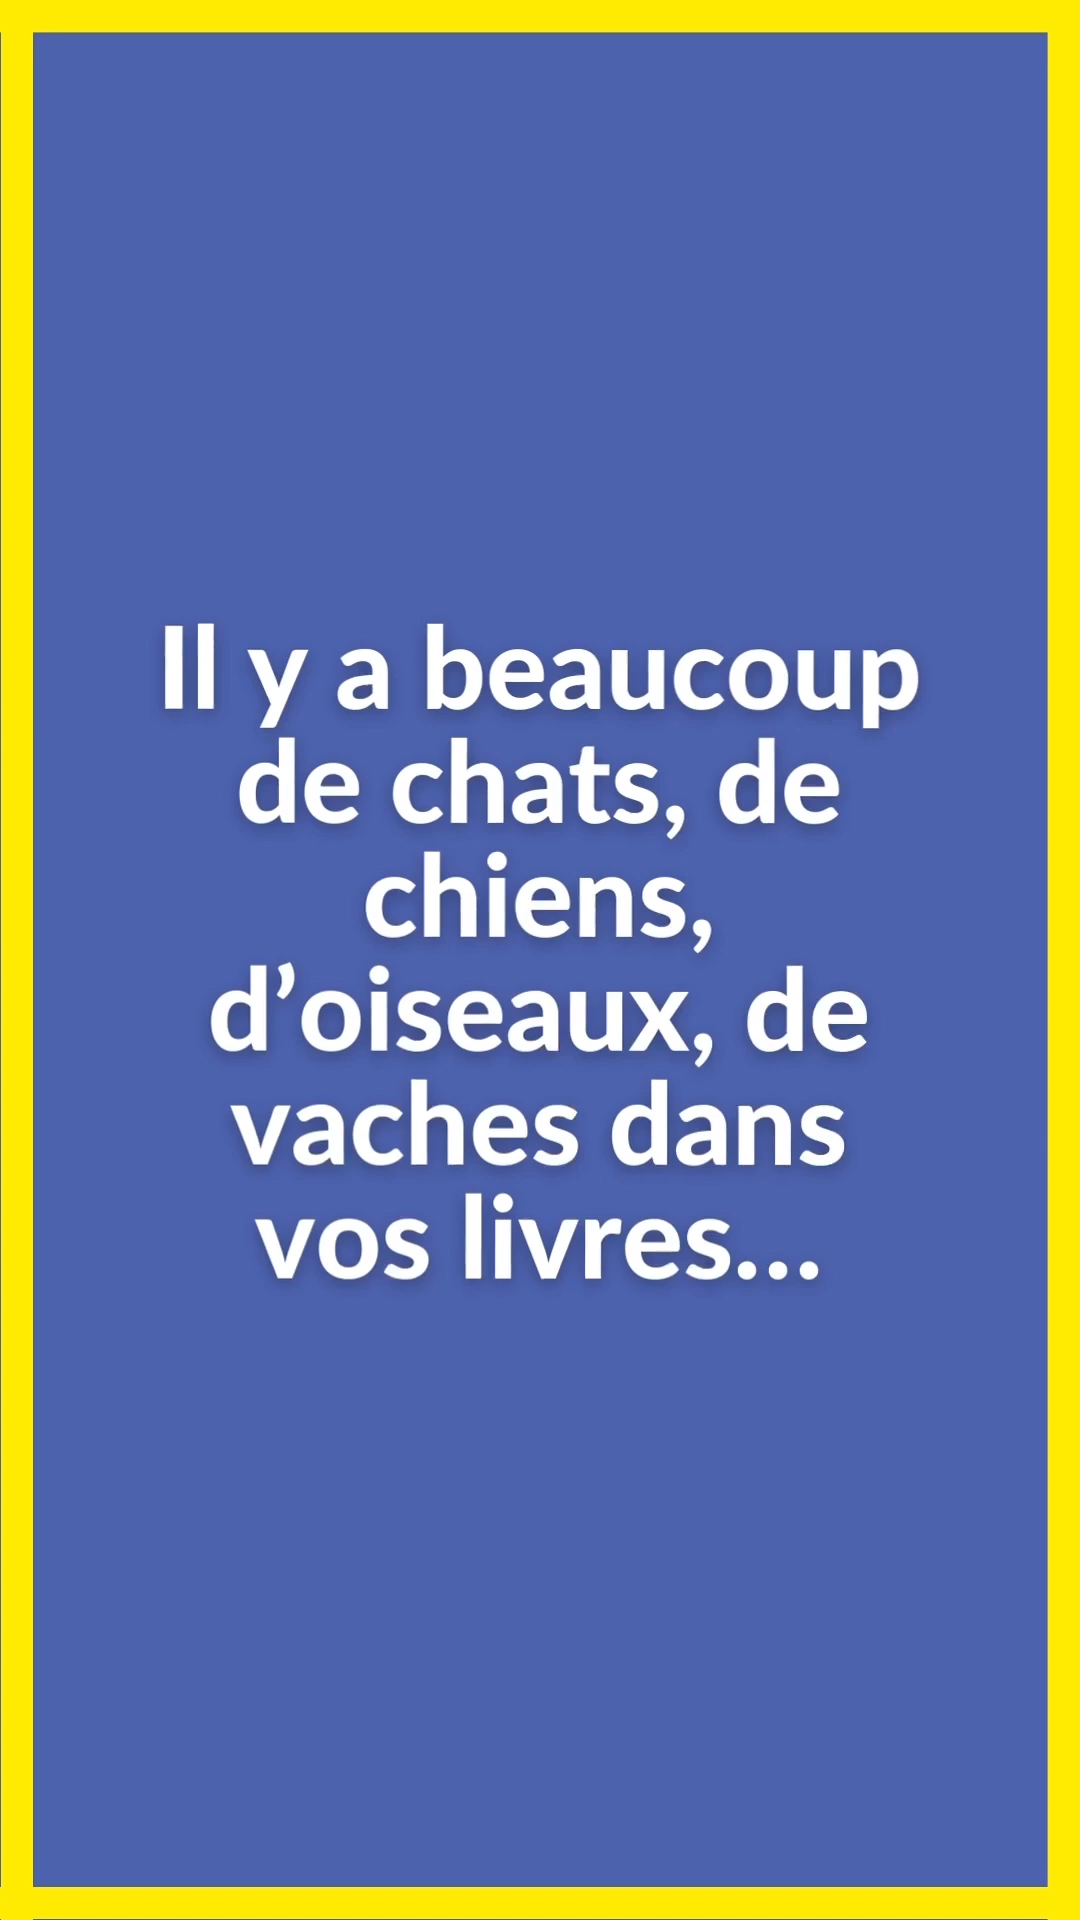 Il y a beaucoup
de chats, de
chiens,
d’oiseaux, de
vaches dans
vos livres...